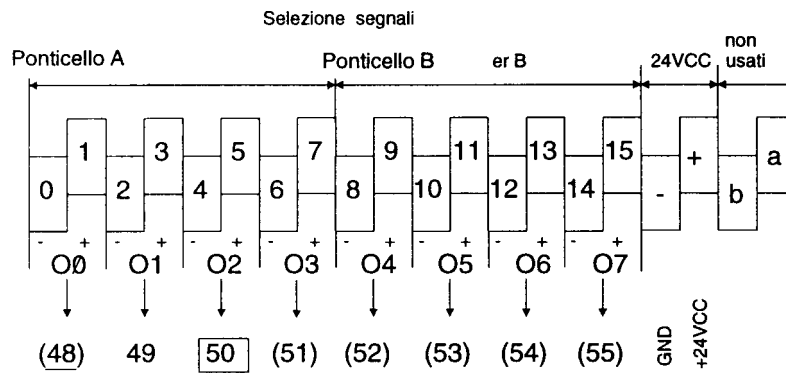 Selezione segnali
Ponticello A
Ponticello B
er B
24VCC
non
usati
1 3 5 7 9 11 13 15 + a
0 2 4 6 8 10 12 14 - b
- + - + - + - + - + - + - + - +
O0 O1 O2 O3 O4 O5 O6 O7
(48) 49 50 (51) (52) (53) (54) (55)
GND
+24VCC